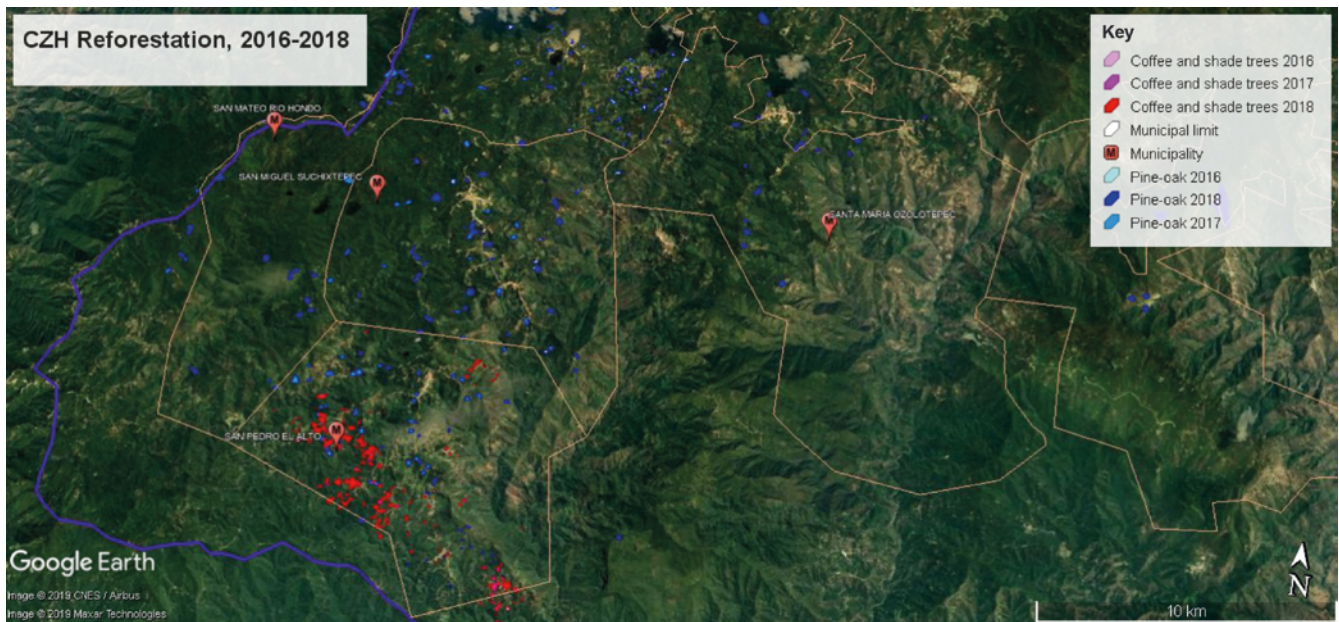 CZH Reforestation, 2016-2018
Key
Coffee and shade trees 2016
Coffee and shade trees 2017
Coffee and shade trees 2018
Municipal limit
M Municipality
Pine-oak 2016
Pine-oak 2018
Pine-oak 2017
SAN MATEO RIO HONDO
M
SAN MIGUEL SUCHIXTEPEC
M
SANTA MARIA OZOLOTEPEC
M
SAN PEDRO EL ALTO
M
Google Earth
Image © 2019 CNES / Airbus
Image © 2019 Maxar Technologies
N
10 km